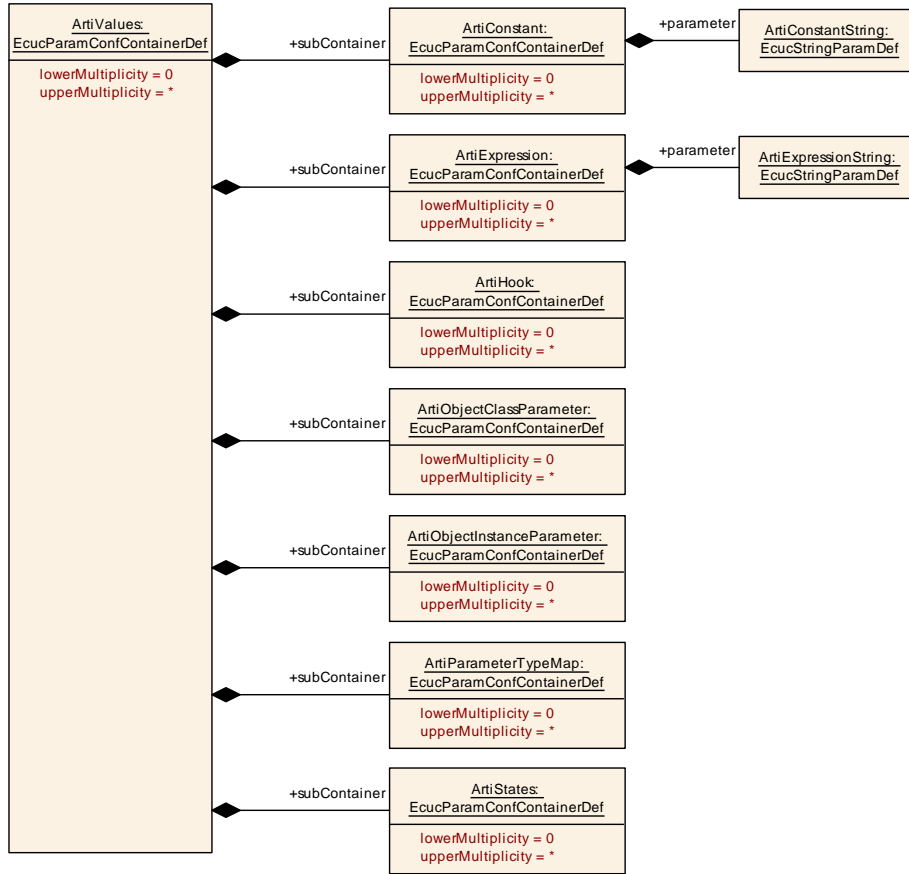 ArtiValues:
EcucParamConfContainerDef
lowerMultiplicity = 0
upperMultiplicity = *
+subContainer
ArtiConstant:
EcucParamConfContainerDef
lowerMultiplicity = 0
upperMultiplicity = *
+parameter
ArtiConstantString:
EcucStringParamDef
+subContainer
ArtiExpression:
EcucParamConfContainerDef
lowerMultiplicity = 0
upperMultiplicity = *
+parameter
ArtiExpressionString:
EcucStringParamDef
+subContainer
ArtiHook:
EcucParamConfContainerDef
lowerMultiplicity = 0
upperMultiplicity = *
+subContainer
ArtiObjectClassParameter:
EcucParamConfContainerDef
lowerMultiplicity = 0
upperMultiplicity = *
+subContainer
ArtiObjectInstanceParameter:
EcucParamConfContainerDef
lowerMultiplicity = 0
upperMultiplicity = *
+subContainer
ArtiParameterTypeMap:
EcucParamConfContainerDef
lowerMultiplicity = 0
upperMultiplicity = *
+subContainer
ArtiStates:
EcucParamConfContainerDef
lowerMultiplicity = 0
upperMultiplicity = *